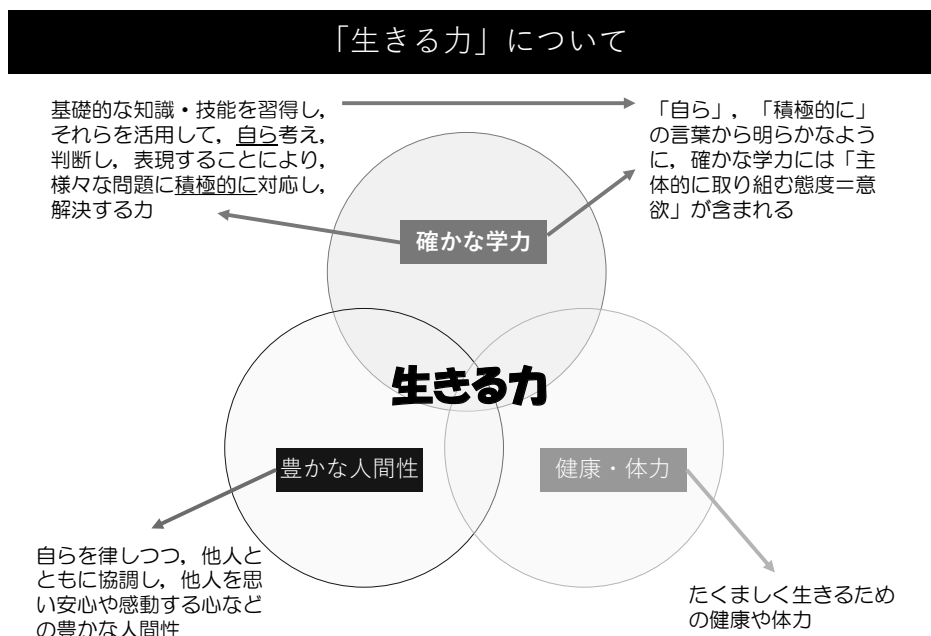 「生きる力」について
基礎的な知識・技能を習得し,
それらを活用して, 自ら考え,
判断し, 表現することにより,
様々な問題に積極的に対応し,
解決する力
「自ら」, 「積極的に」
の言葉から明らかなよう
に, 確かな学力には「主
体的に取り組む態度＝意
欲」が含まれる
確かな学力
生きる力
豊かな人間性
健康・体力
自らを律しつつ, 他人と
ともに協調し, 他人を思
い安心や感動する心など
の豊かな人間性
たくましく生きるため
の健康や体力